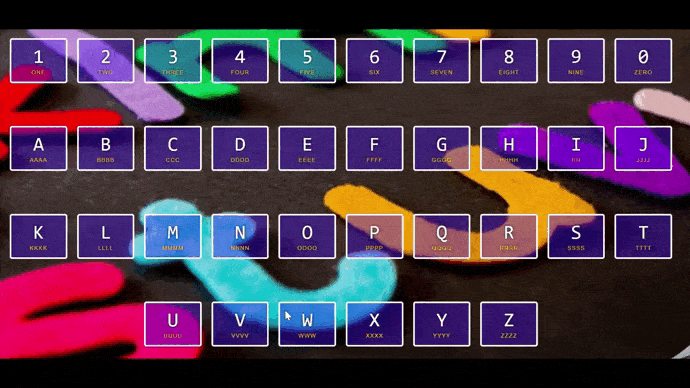 1 2 3 4 5 6 7 8 9 0
ONE TWO THREE FOUR FIVE SIX SEVEN EIGHT NINE ZERO
A B C D E F G H I J
AAAA BBBB CCC DDDD EEEE FFFF GGGG HHHH IIII JJJJ
K L M N O P Q R S T
KKKK LLLL MMMM NNNN OOOO PPPP QQQQ RRRR SSSS TTTT
U V W X Y Z
UUUU VVVV WWW XXXX YYYY ZZZZ